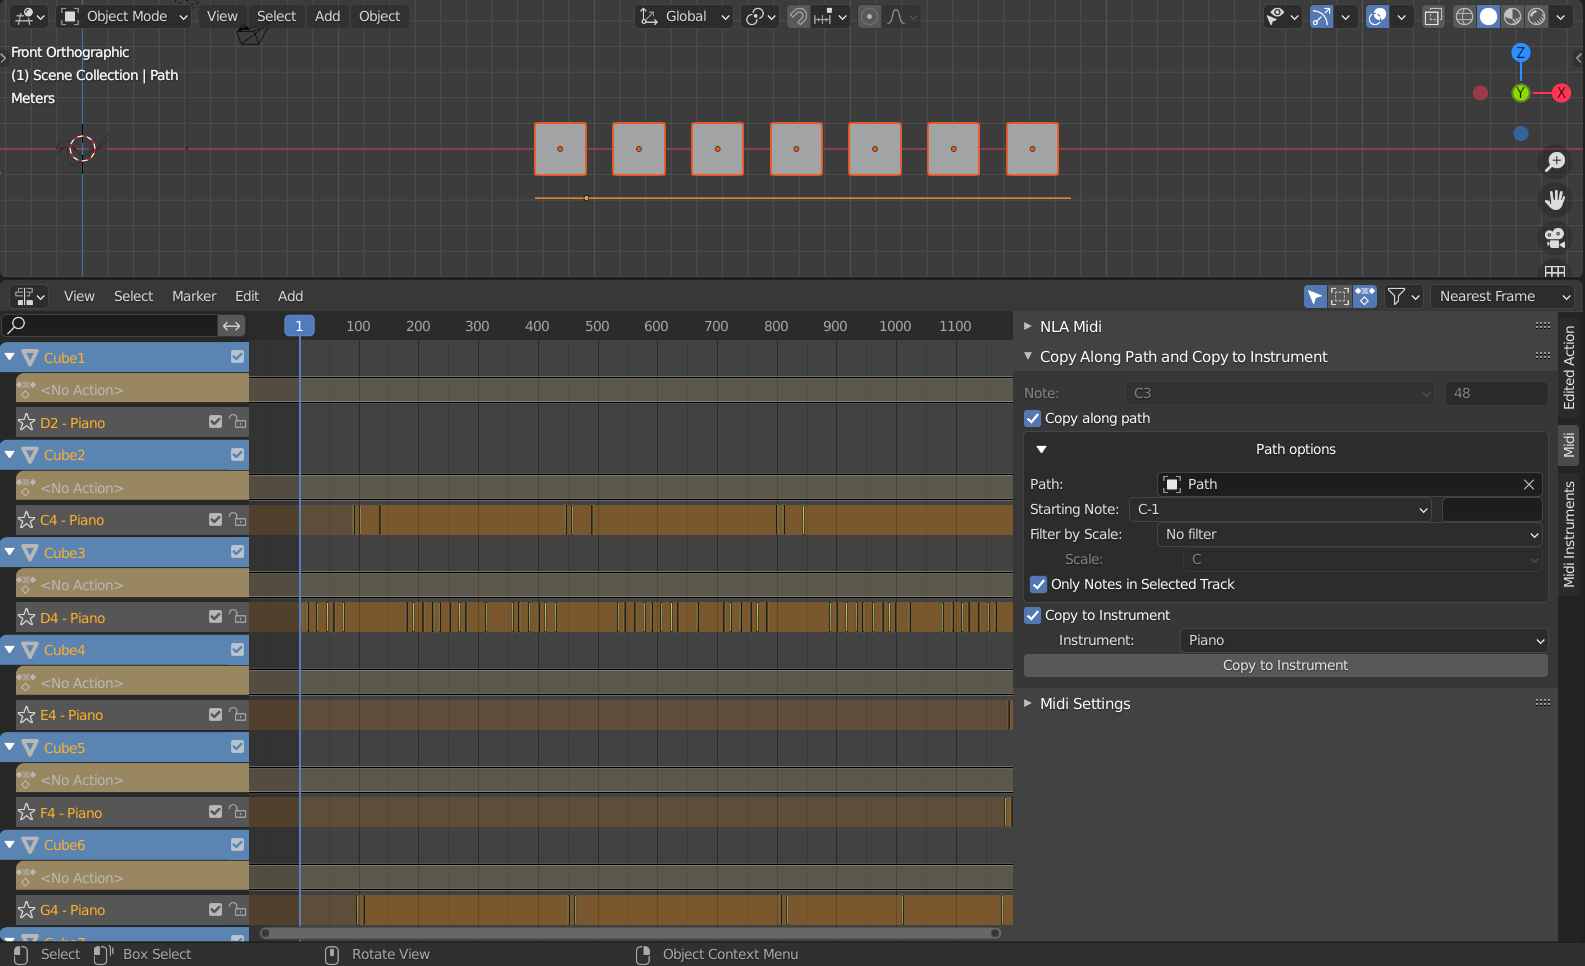 Object Mode View Select Add Object Global
Front Orthographic
(1) Scene Collection | Path
Meters
Z
Y
X
View Select Marker Edit Add Nearest Frame
1 100 200 300 400 500 600 700 800 900 1000 1100
Cube1
<No Action>
D2 - Piano
Cube2
<No Action>
C4 - Piano
Cube3
<No Action>
D4 - Piano
Cube4
<No Action>
E4 - Piano
Cube5
<No Action>
F4 - Piano
Cube6
<No Action>
G4 - Piano
NLA Midi
Copy Along Path and Copy to Instrument
Note: C3 48
Copy along path
Path options
Path: Path
Starting Note: C-1
Filter by Scale: No filter
Scale: C
Only Notes in Selected Track
Copy to Instrument
Instrument: Piano
Copy to Instrument
Midi Settings
Edited Action
Midi
Midi Instruments
Select Box Select Rotate View Object Context Menu